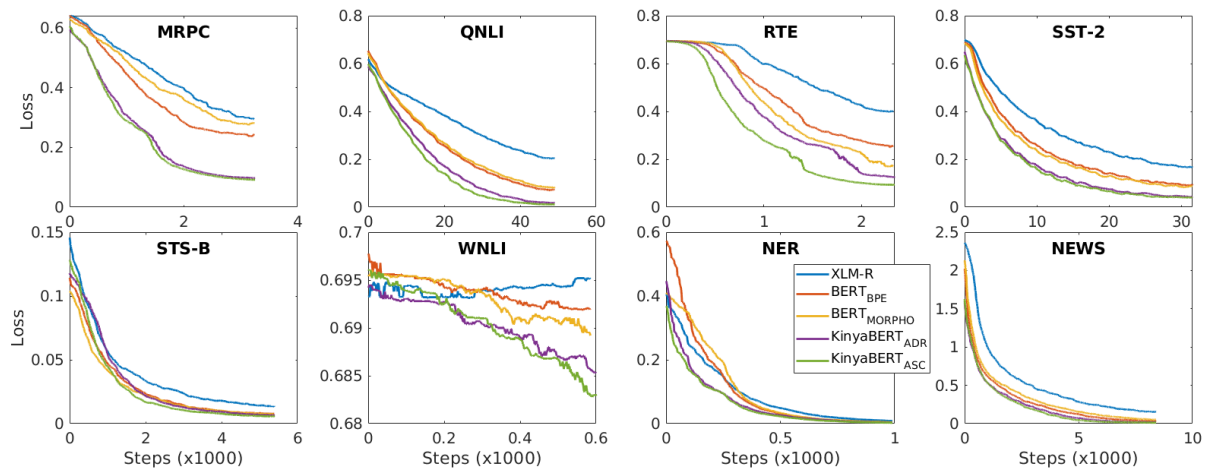 MRPC
QNLI
RTE
SST-2
Loss
0 0.2 0.4 0.6
0 2 4
0 0.2 0.4 0.6 0.8
0 20 40 60
0 0.2 0.4 0.6 0.8
0 1 2
0 0.2 0.4 0.6 0.8
0 10 20 30
STS-B
WNLI
NER
NEWS
Loss
0 0.05 0.1 0.15
0 2 4 6
0.68 0.685 0.69 0.695 0.7
0 0.2 0.4 0.6
0 0.2 0.4 0.6
0 0.5 1
0 0.5 1 1.5 2 2.5
0 5 10
XLM-R
BERT_BPE
BERT_MORPHO
KinyaBERT_ADR
KinyaBERT_ASC
Steps (x1000)
Steps (x1000)
Steps (x1000)
Steps (x1000)